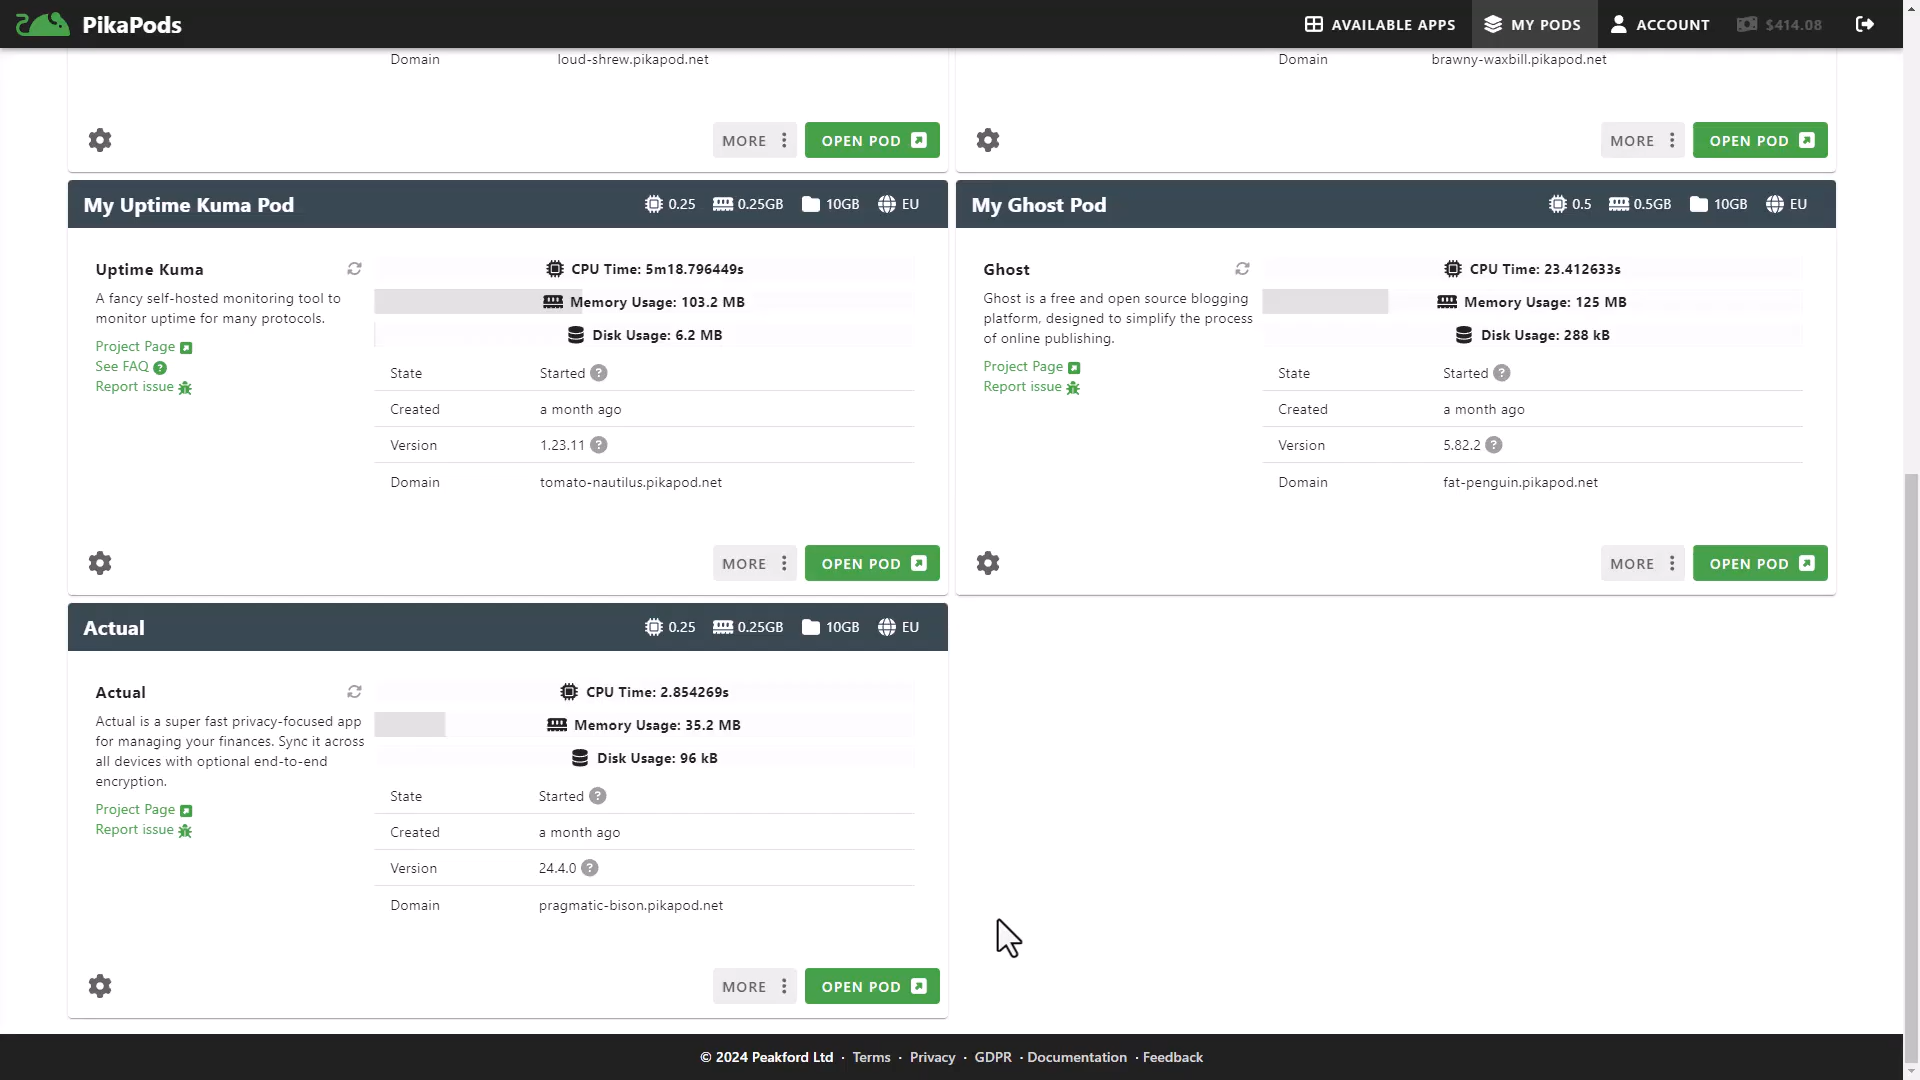 PikaPods
AVAILABLE APPS
MY PODS
ACCOUNT
$414.08
Domain
loud-shrew.pikapod.net
MORE
OPEN POD
Domain
brawny-waxbill.pikapod.net
MORE
OPEN POD
My Uptime Kuma Pod
0.25
0.25GB
10GB
EU
Uptime Kuma
A fancy self-hosted monitoring tool to
monitor uptime for many protocols.
Project Page
See FAQ ?
Report issue
CPU Time: 5m18.796449s
Memory Usage: 103.2 MB
Disk Usage: 6.2 MB
State
Started ?
Created
a month ago
Version
1.23.11 ?
Domain
tomato-nautilus.pikapod.net
MORE
OPEN POD
My Ghost Pod
0.5
0.5GB
10GB
EU
Ghost
Ghost is a free and open source blogging
platform, designed to simplify the process
of online publishing.
Project Page
Report issue
CPU Time: 23.412633s
Memory Usage: 125 MB
Disk Usage: 288 kB
State
Started ?
Created
a month ago
Version
5.82.2 ?
Domain
fat-penguin.pikapod.net
MORE
OPEN POD
Actual
0.25
0.25GB
10GB
EU
Actual
Actual is a super fast privacy-focused app
for managing your finances. Sync it across
all devices with optional end-to-end
encryption.
Project Page
Report issue
CPU Time: 2.854269s
Memory Usage: 35.2 MB
Disk Usage: 96 kB
State
Started ?
Created
a month ago
Version
24.4.0 ?
Domain
pragmatic-bison.pikapod.net
MORE
OPEN POD
© 2024 Peakford Ltd · Terms · Privacy · GDPR · Documentation · Feedback